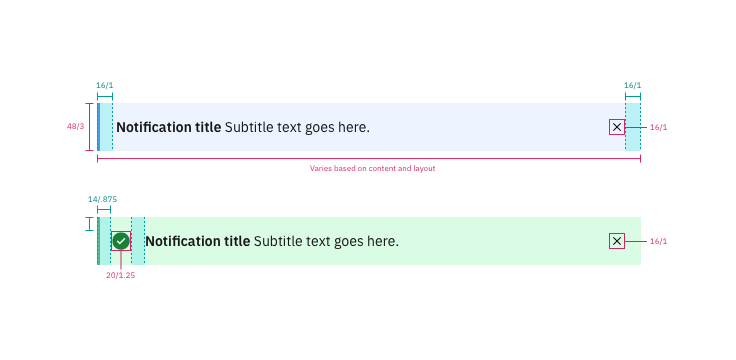 16/1
16/1
48/3
Notification title Subtitle text goes here.
16/1
Varies based on content and layout
14/.875
Notification title Subtitle text goes here.
16/1
20/1.25